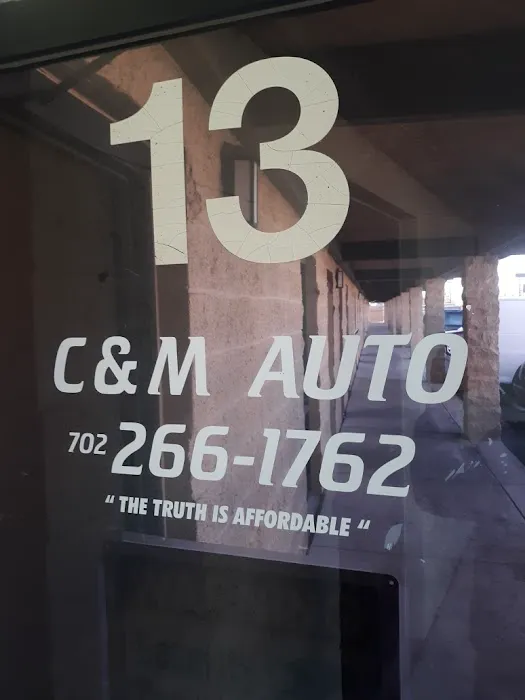 13
C&M AUTO
702 266-1762
“ THE TRUTH IS AFFORDABLE “